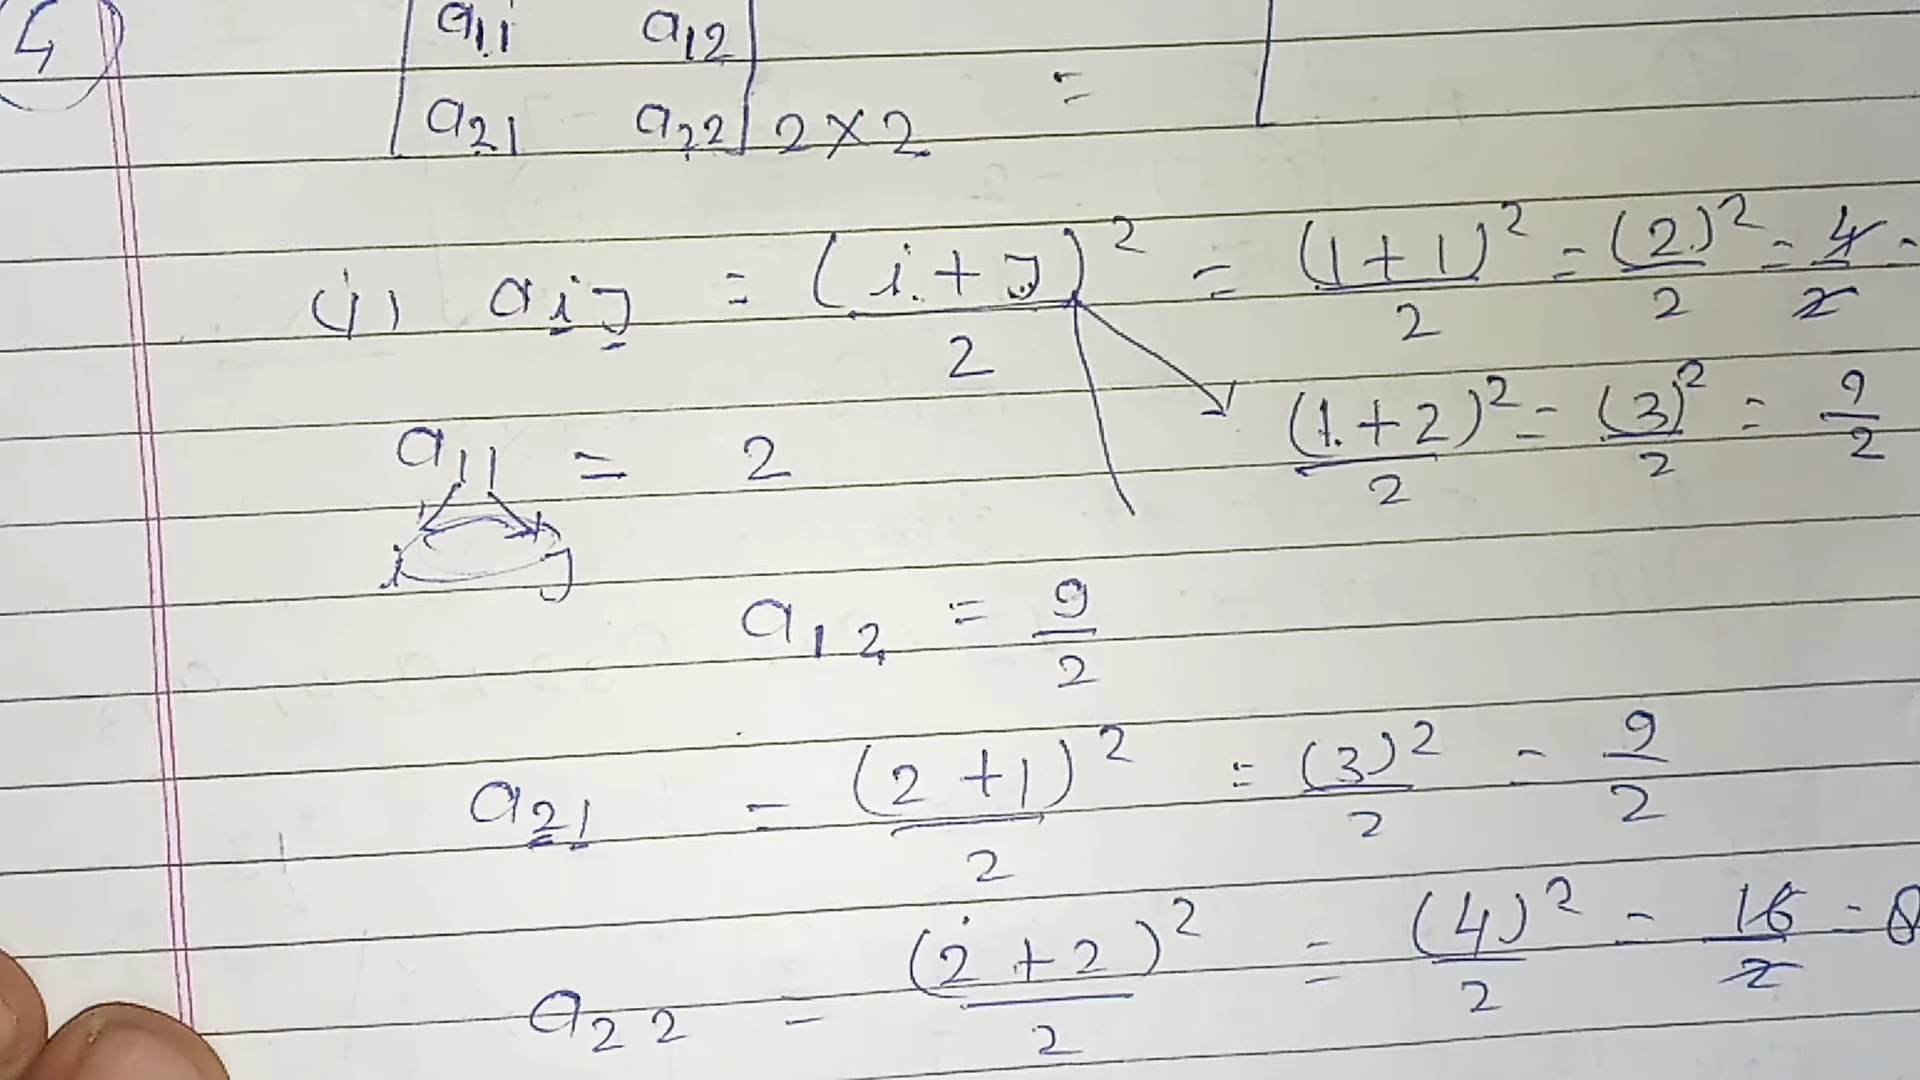 4
a11 a12
a21 a22 2×2 =
(i) aij = (i+j)²/2 = (1+1)²/2 = (2)²/2 = 4/2 =
(1+2)²/2 = (3)²/2 = 9/2
a11 = 2
i j
a12 = 9/2
a21 = (2+1)²/2 = (3)²/2 = 9/2
a22 = (2+2)²/2 = (4)²/2 = 16/2 = 8